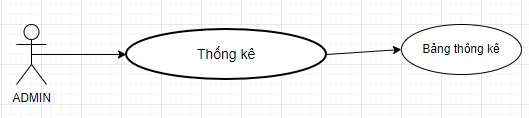 Thống kê
Bảng thông kê
ADMIN